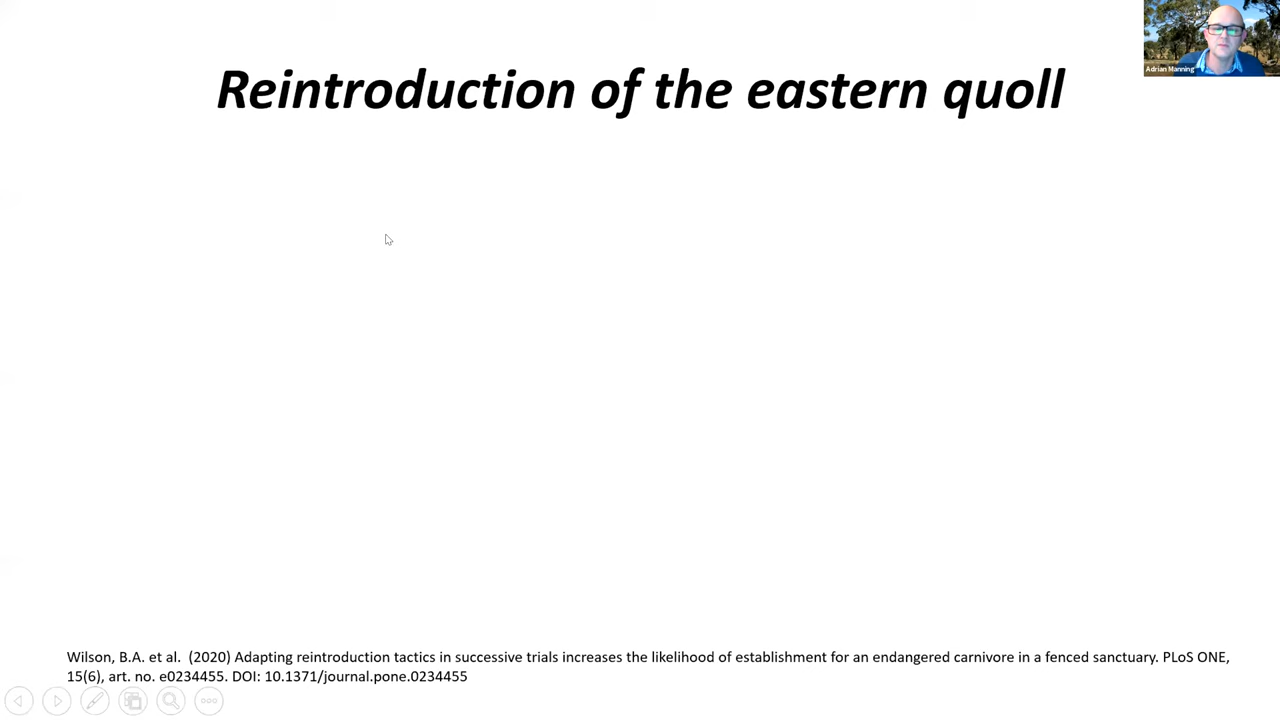 Reintroduction of the eastern quoll
Adrian Manning
Wilson, B.A. et al.  (2020) Adapting reintroduction tactics in successive trials increases the likelihood of establishment for an endangered carnivore in a fenced sanctuary. PLoS ONE,
15(6), art. no. e0234455. DOI: 10.1371/journal.pone.0234455